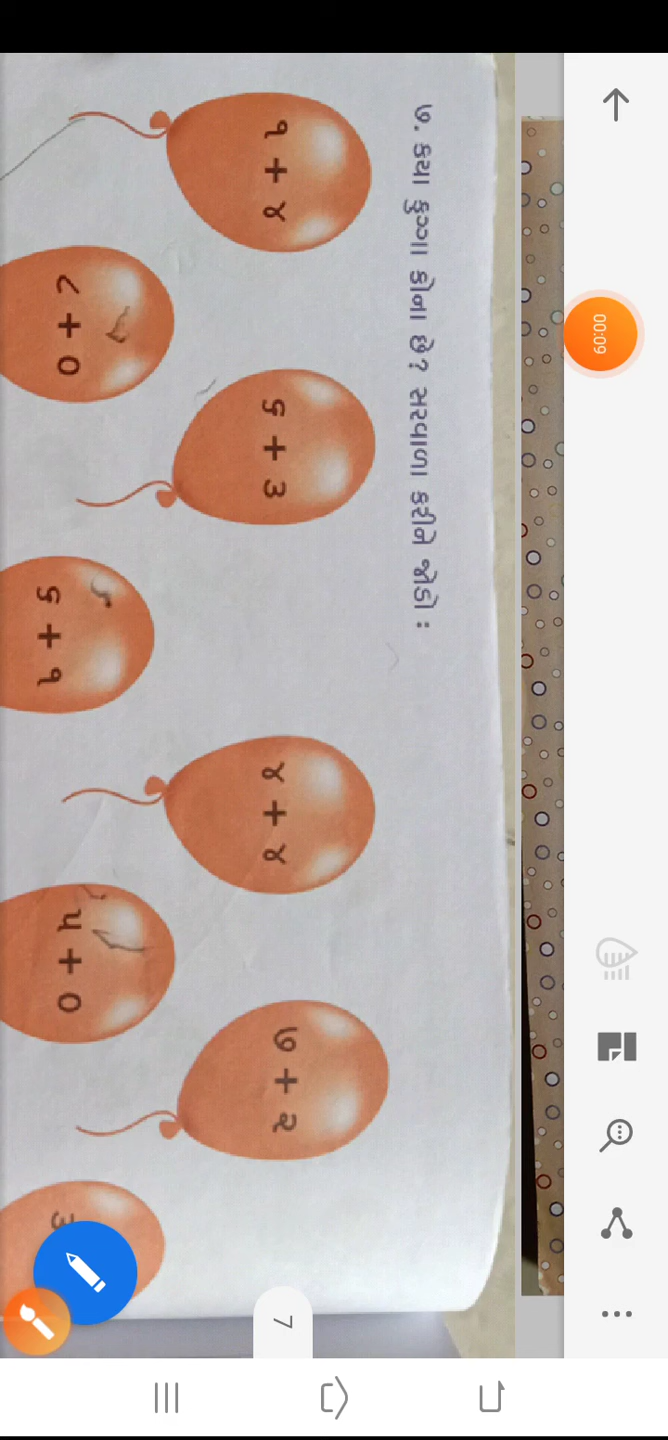 ૭. કયા ફુગ્ગા કોના છે? સરવાળા કરીને જોડો :
૧ + ૪
૬ + ૩
૪ + ૪
૭ + ૨
૮ + ૦
૬ + ૧
૫ + ૦
૩
00:09
7